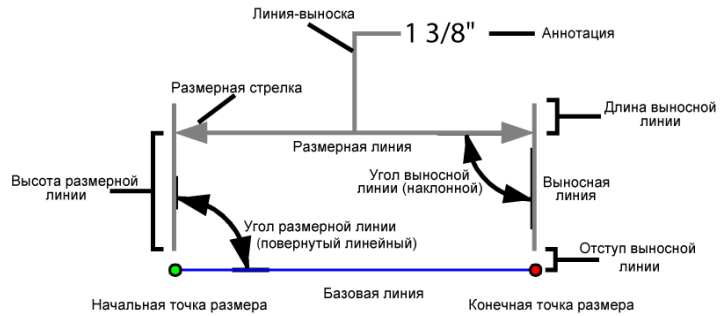 Линия-выноска
1 3/8"
Аннотация
Размерная стрелка
Длина выносной
линии
Размерная линия
Угол выносной
линии (наклонной)
Высота размерной
линии
Выносная
линия
Угол размерной линии
(повернутый линейный)
Отступ выносной
линии
Базовая линия
Начальная точка размера
Конечная точка размера